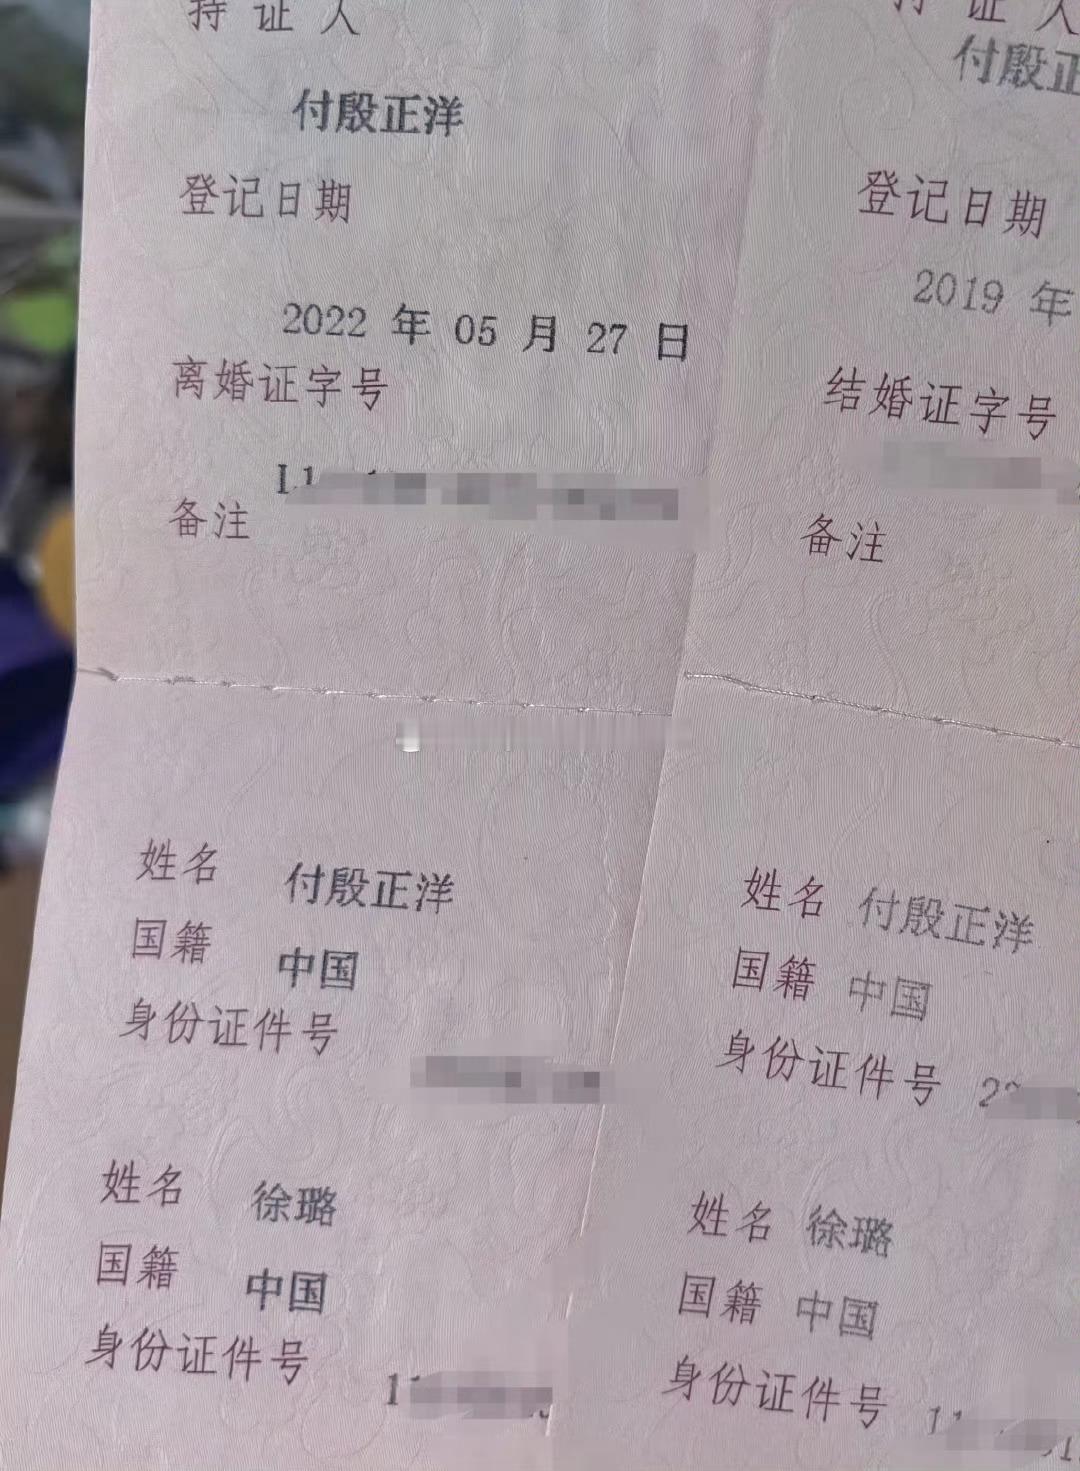 持证人
付殷正洋
登记日期
2022 年 05 月 27 日
离婚证字号
备注
姓名 付殷正洋
国籍 中国
身份证件号
姓名 徐璐
国籍 中国
身份证件号
持证人
付殷正
登记日期
2019 年
结婚证字号
备注
姓名 付殷正洋
国籍 中国
身份证件号
姓名 徐璐
国籍 中国
身份证件号